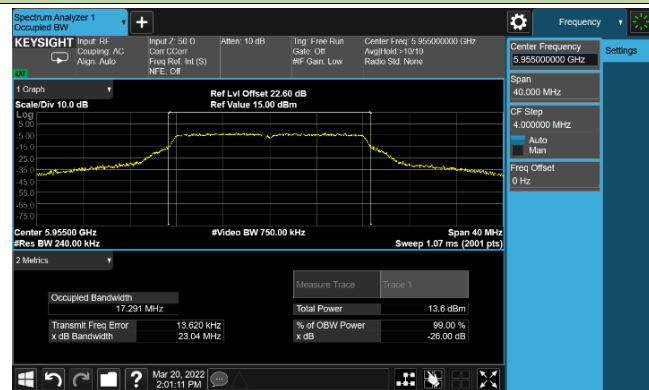 Spectrum Analyzer 1
Occupied BW
+
Frequency
KEYSIGHT Input: RF
Coupling: AC
Align: Auto
Input Z: 50 Ω
Corr CCorr
Freq Ref: Int (S)
NFE: Off
Atten: 10 dB
Trig: Free Run
Gate: Off
#IF Gain: Low
Center Freq: 5.955000000 GHz
Avg|Hold:>10/10
Radio Std: None
LXI
Center Frequency
5.955000000 GHz
Settings
Span
40.000 MHz
CF Step
4.000000 MHz
Auto
Man
Freq Offset
0 Hz
1 Graph
Scale/Div 10.0 dB
Ref Lvl Offset 22.60 dB
Ref Value 15.00 dBm
Log
5.00
-5.00
-15.0
-25.0
-35.0
-45.0
-55.0
-65.0
-75.0
Center 5.95500 GHz
#Res BW 240.00 kHz
#Video BW 750.00 kHz
Span 40 MHz
Sweep 1.07 ms (2001 pts)
2 Metrics
Measure Trace Trace 1
Occupied Bandwidth
17.291 MHz
Total Power 13.6 dBm
Transmit Freq Error 13.620 kHz
% of OBW Power 99.00 %
x dB Bandwidth 23.04 MHz
x dB -26.00 dB
?
Mar 20, 2022
2:01:11 PM